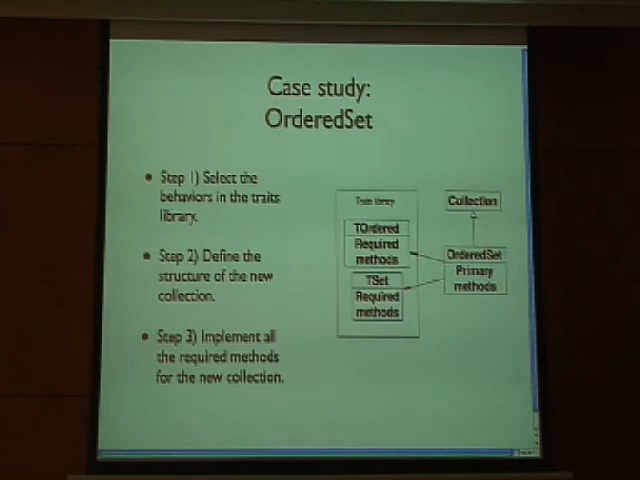 Case study:
OrderedSet
Step 1) Select the
behaviors in the traits
library.
Step 2) Define the
structure of the new
collection.
Step 3) Implement all
the required methods
for the new collection.
Traits library
TOrdered
Required
methods
TSet
Required
methods
Collection
OrderedSet
Primary
methods